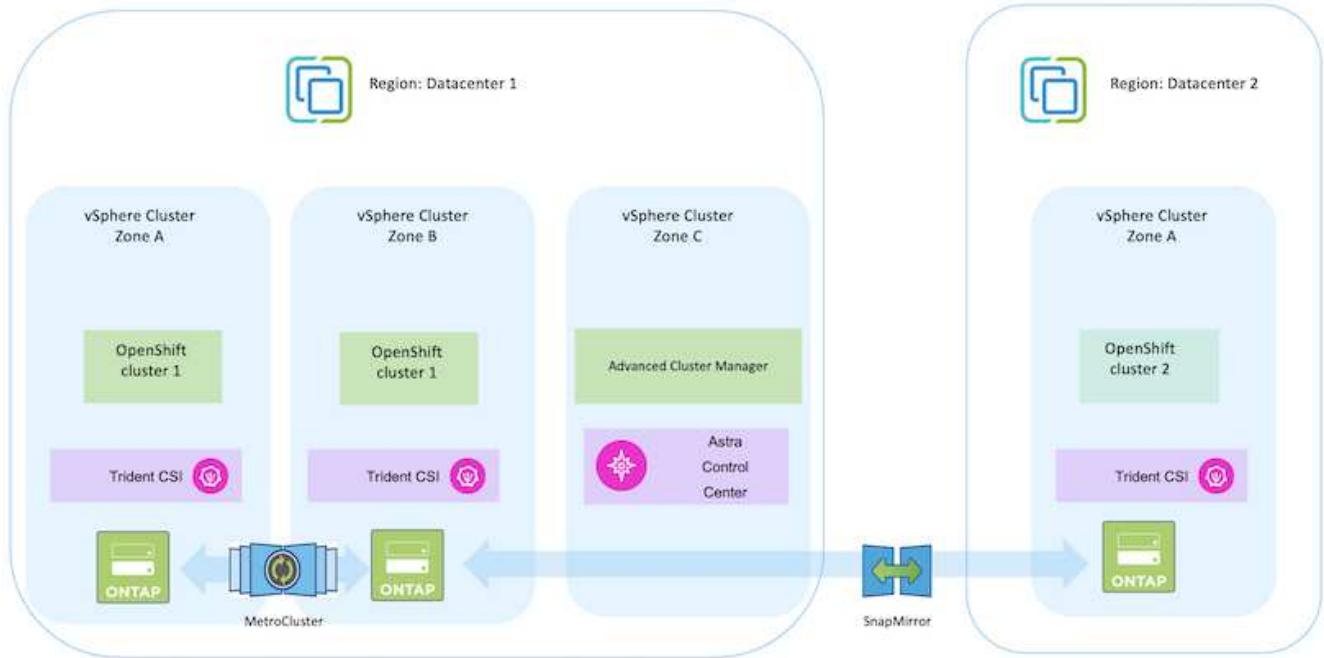 Region: Datacenter 1
Region: Datacenter 2
vSphere Cluster
Zone A
vSphere Cluster
Zone B
vSphere Cluster
Zone C
vSphere Cluster
Zone A
OpenShift
cluster 1
OpenShift
cluster 1
Advanced Cluster Manager
OpenShift
cluster 2
Trident CSI
Trident CSI
Astra
Control
Center
Trident CSI
ONTAP
MetroCluster
ONTAP
SnapMirror
ONTAP